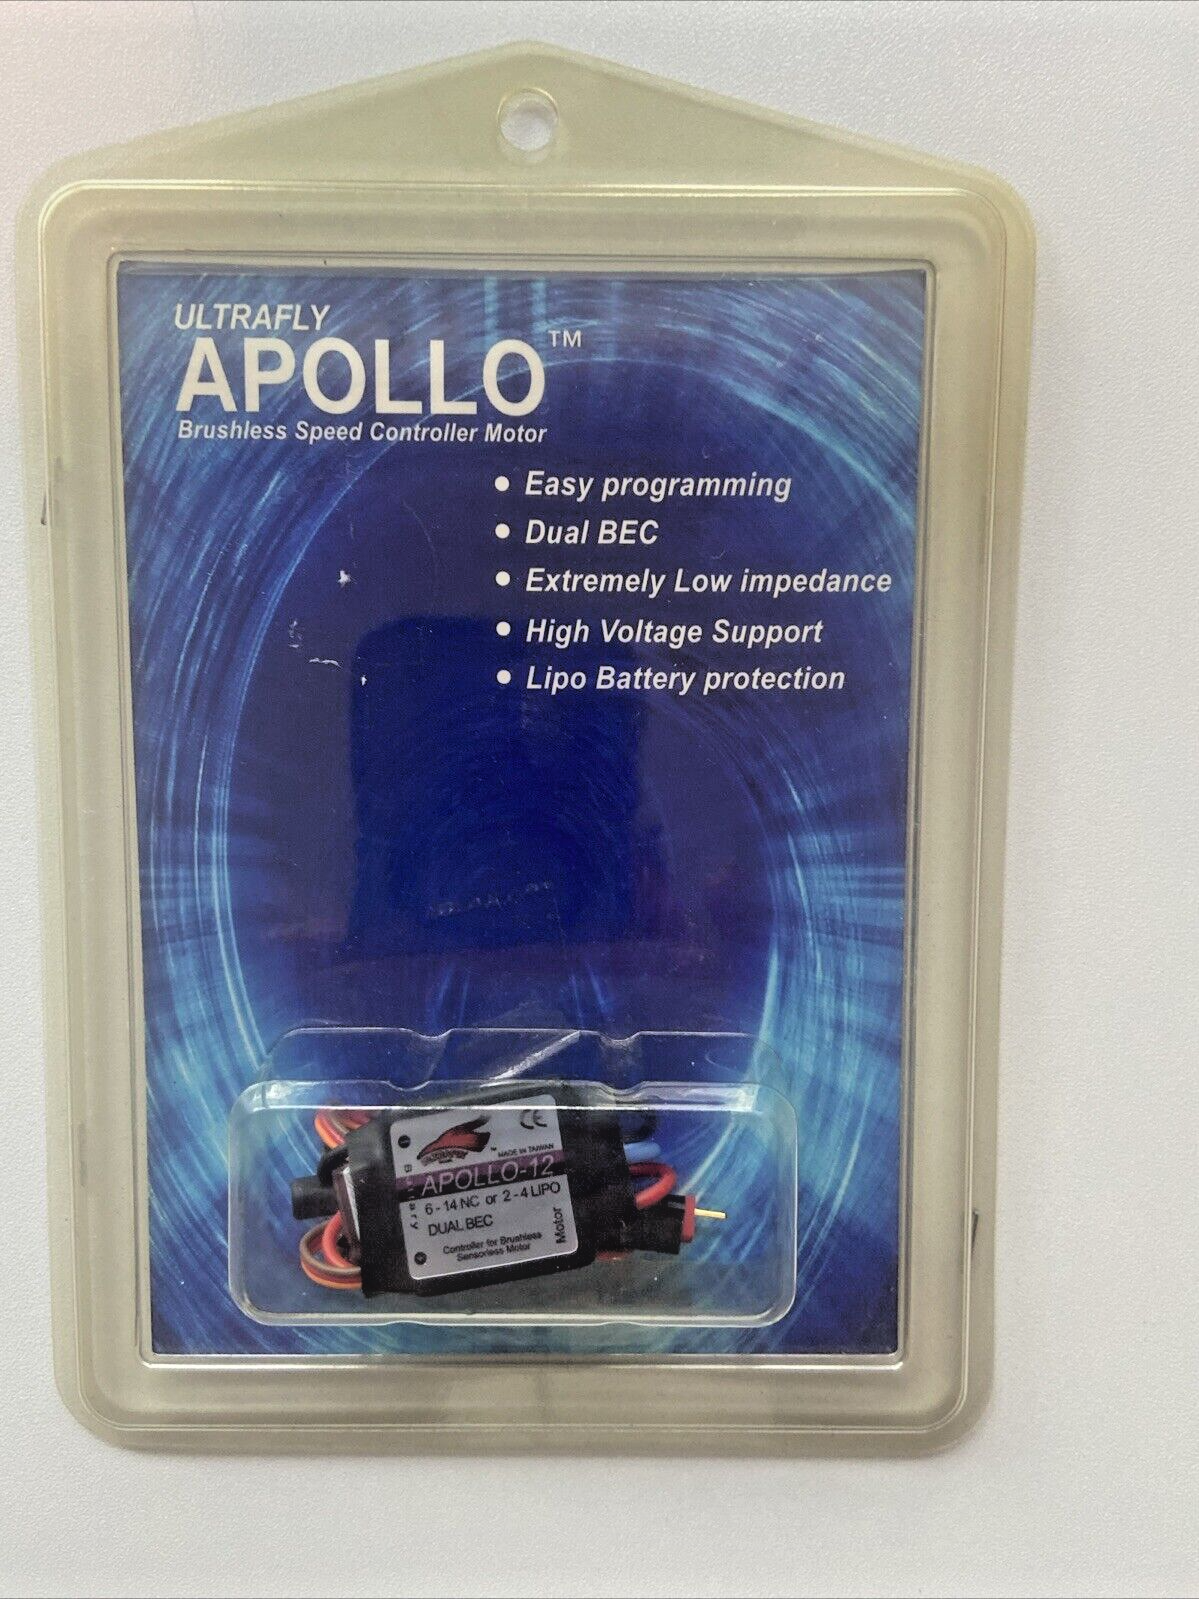 ULTRAFLY
APOLLO™
Brushless Speed Controller Motor
• Easy programming
• Dual BEC
• Extremely Low impedance
• High Voltage Support
• Lipo Battery protection
CE
MADE IN TAIWAN
APOLLO-12
6-14 NC or 2-4 LIPO
DUAL BEC
Controller for Brushless
Sensorless Motor
Motor